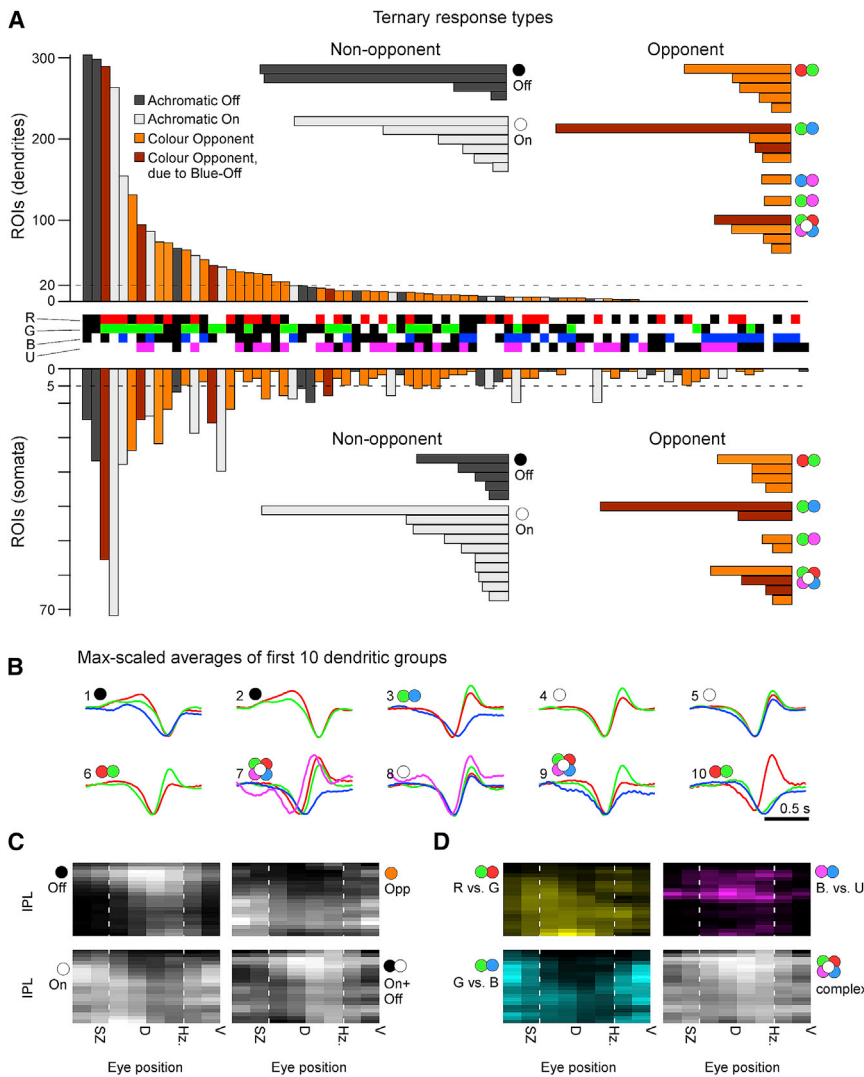 A
Ternary response types
Non-opponent
Opponent
300
200
100
20
0
ROIs (dendrites)
Achromatic Off
Achromatic On
Colour Opponent
Colour Opponent,
due to Blue-Off
Off
On
R
G
B
U
0
5
70
ROIs (somata)
Non-opponent
Opponent
Off
On
B
Max-scaled averages of first 10 dendritic groups
1
2
3
4
5
6
7
8
9
10
0.5 s
C
IPL
Off
Opp
IPL
On
On+
Off
SZ
D
Hz.
V
SZ
D
Hz.
V
Eye position
Eye position
D
R vs. G
B. vs. U
G vs. B
complex
SZ
D
Hz.
V
SZ
D
Hz.
V
Eye position
Eye position